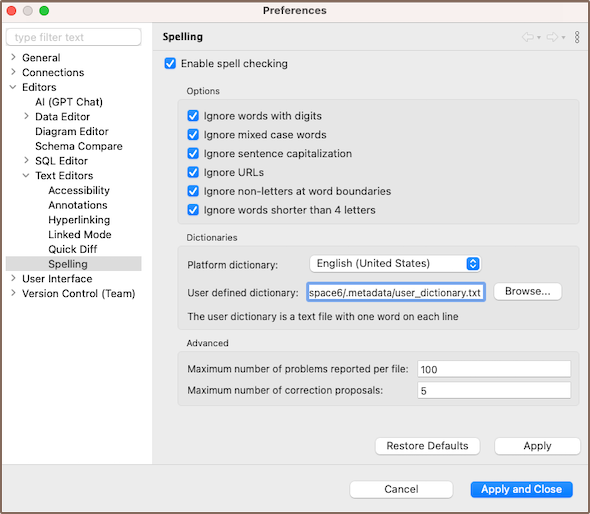 Preferences
type filter text
General
Connections
Editors
AI (GPT Chat)
Data Editor
Diagram Editor
Schema Compare
SQL Editor
Text Editors
Accessibility
Annotations
Hyperlinking
Linked Mode
Quick Diff
Spelling
User Interface
Version Control (Team)
Spelling
Enable spell checking
Options
Ignore words with digits
Ignore mixed case words
Ignore sentence capitalization
Ignore URLs
Ignore non-letters at word boundaries
Ignore words shorter than 4 letters
Dictionaries
Platform dictionary: English (United States)
User defined dictionary: space6/.metadata/user_dictionary.txt Browse...
The user dictionary is a text file with one word on each line
Advanced
Maximum number of problems reported per file: 100
Maximum number of correction proposals: 5
Restore Defaults Apply
Cancel Apply and Close